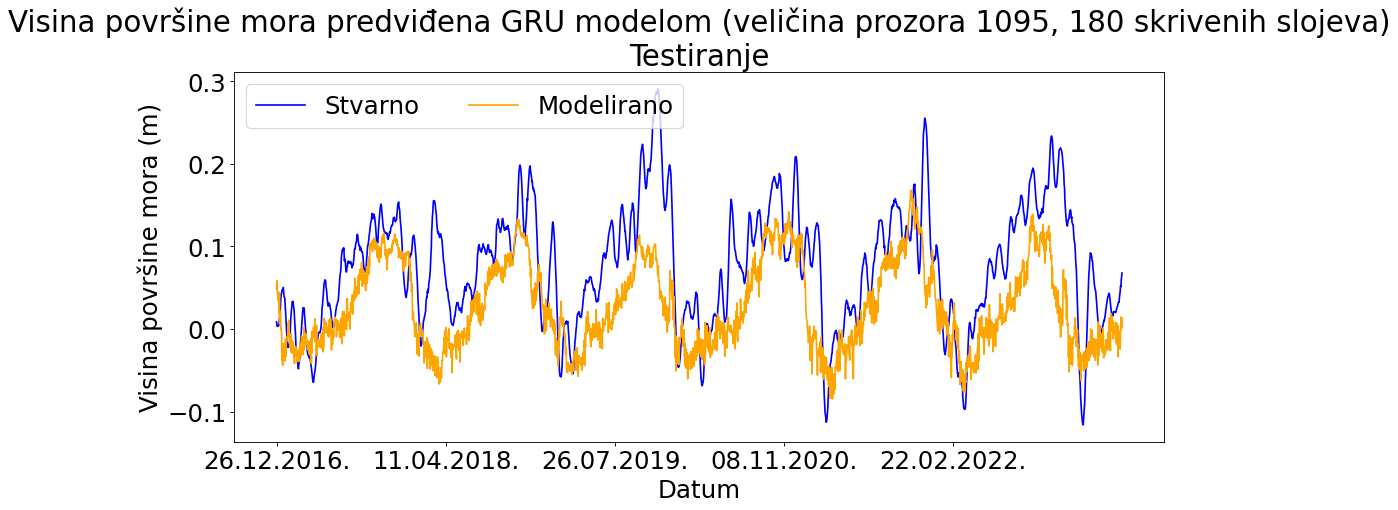 Visina površine mora predviđena GRU modelom (veličina prozora 1095, 180 skrivenih slojeva)
Testiranje
Stvarno
Modelirano
Visina površine mora (m)
0.3
0.2
0.1
0.0
−0.1
26.12.2016.
11.04.2018.
26.07.2019.
08.11.2020.
22.02.2022.
Datum